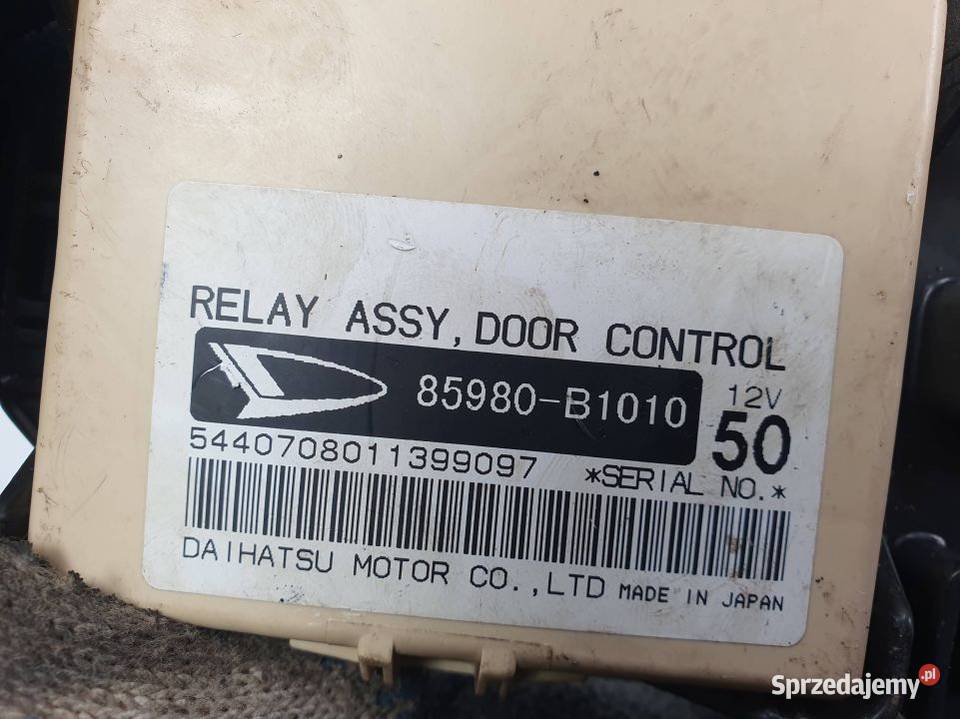 RELAY ASSY, DOOR CONTROL
85980-B1010
12V
50
5440708011399097 *SERIAL NO.*
DAIHATSU MOTOR CO.,LTD MADE IN JAPAN
Sprzedajemy.pl